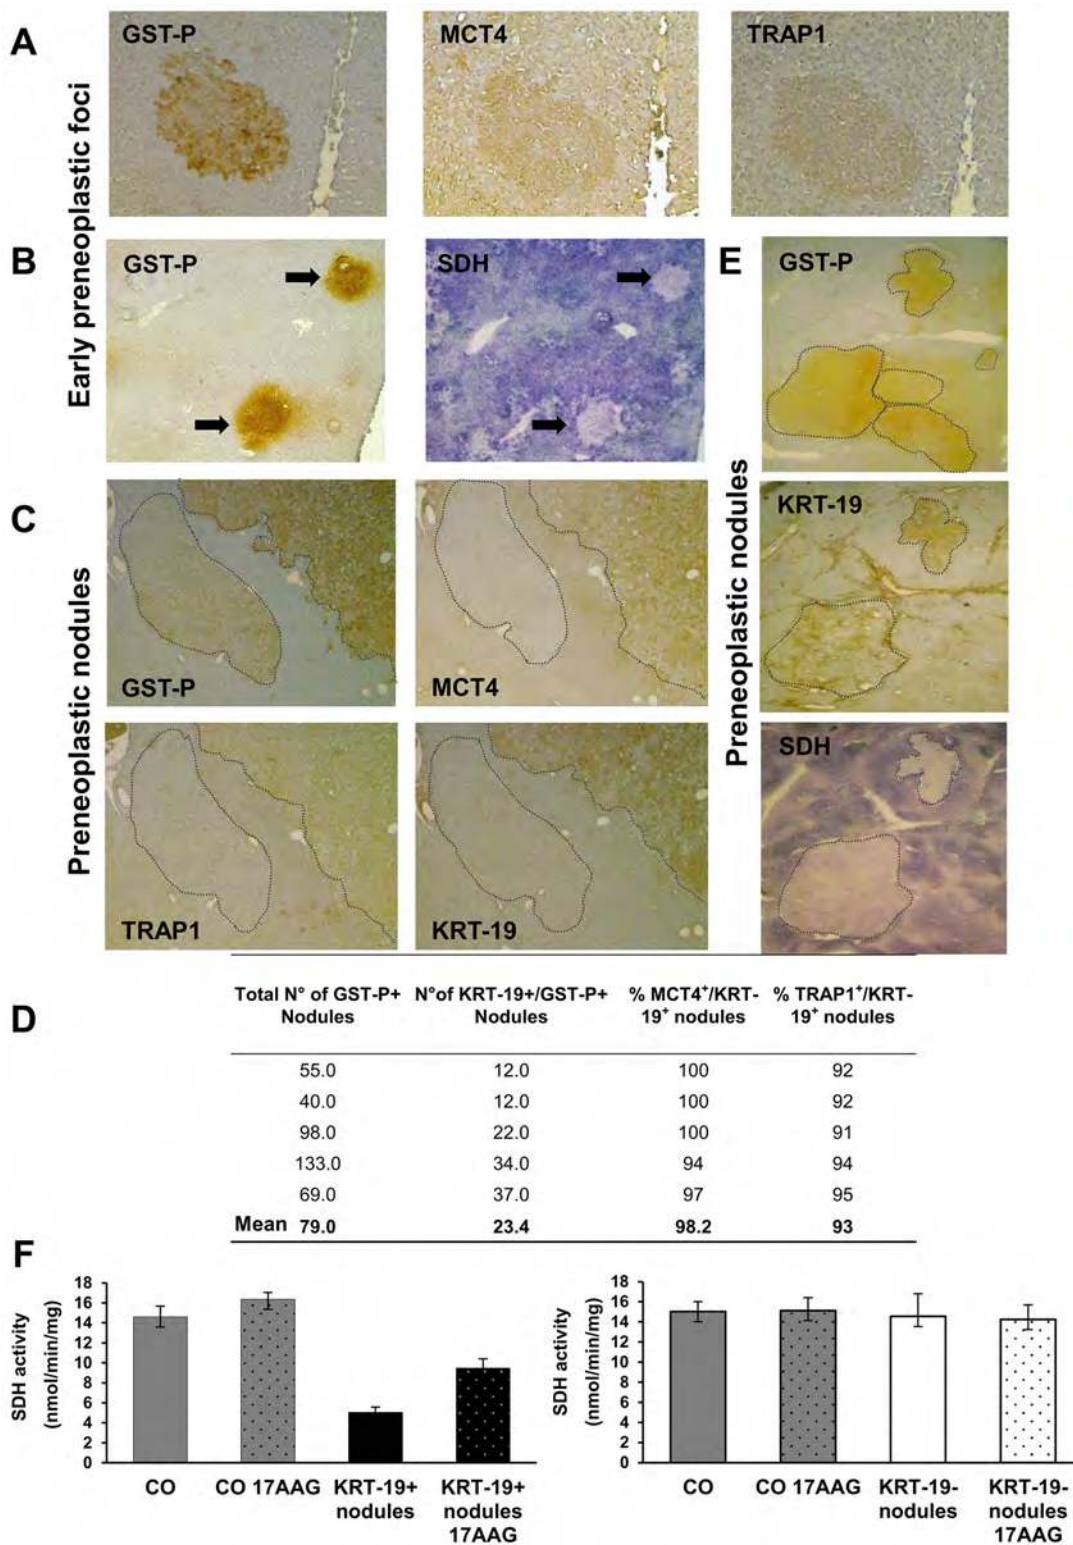 A
GST-P
MCT4
TRAP1
Early preneoplastic foci
B
GST-P
SDH
E
GST-P
C
GST-P
MCT4
KRT-19
Preneoplastic nodules
Preneoplastic nodules
TRAP1
KRT-19
SDH
D
Total N° of GST-P+ Nodules
N°of KRT-19+/GST-P+ Nodules
% MCT4⁺/KRT-19⁺ nodules
% TRAP1⁺/KRT-19⁺ nodules
55.0 12.0 100 92
40.0 12.0 100 92
98.0 22.0 100 91
133.0 34.0 94 94
69.0 37.0 97 95
Mean 79.0 23.4 98.2 93
F
SDH activity
(nmol/min/mg)
18
16
14
12
10
8
6
4
2
0
CO
CO 17AAG
KRT-19+
nodules
KRT-19+
nodules
17AAG
SDH activity
(nmol/min/mg)
18
16
14
12
10
8
6
4
2
0
CO
CO 17AAG
KRT-19-
nodules
KRT-19-
nodules
17AAG